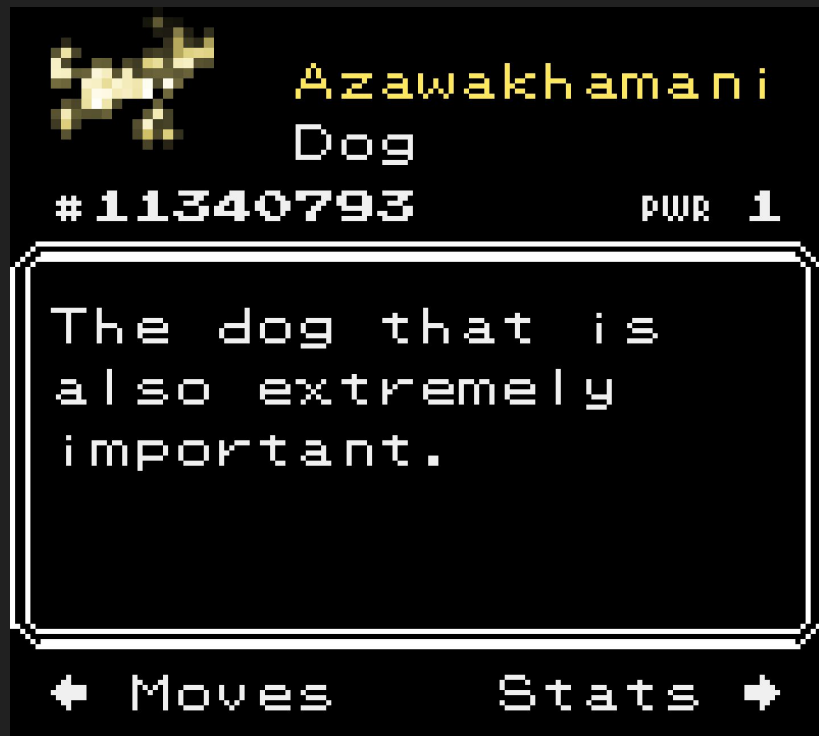 Azawakhamani
Dog
#11340793 PWR 1
The dog that is
also extremely
important.
Moves Stats